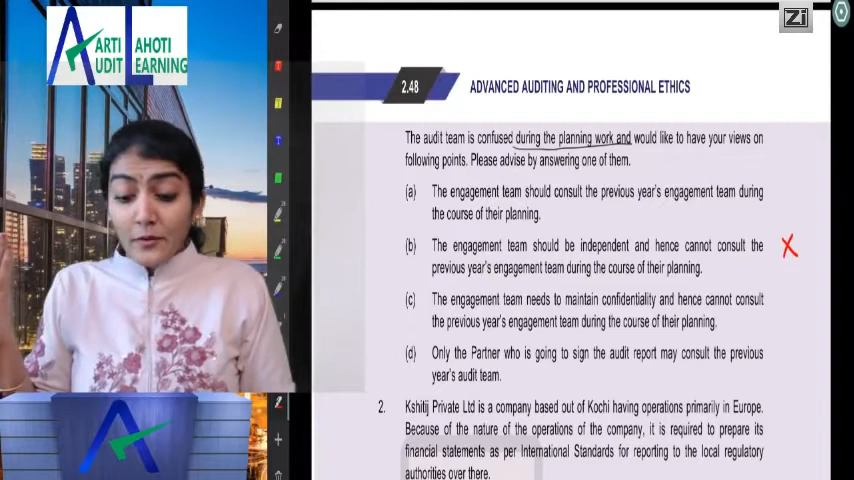 ARTI LAHOTI
AUDIT LEARNING
Zi
2.48 ADVANCED AUDITING AND PROFESSIONAL ETHICS
The audit team is confused during the planning work and would like to have your views on
following points. Please advise by answering one of them.
(a) The engagement team should consult the previous year's engagement team during
the course of their planning.
(b) The engagement team should be independent and hence cannot consult the
previous year's engagement team during the course of their planning.
(c) The engagement team needs to maintain confidentiality and hence cannot consult
the previous year's engagement team during the course of their planning.
(d) Only the Partner who is going to sign the audit report may consult the previous
year's audit team.
2. Kshitij Private Ltd is a company based out of Kochi having operations primarily in Europe.
Because of the nature of the operations of the company, it is required to prepare its
financial statements as per International Standards for reporting to the local regulatory
authorities over there.